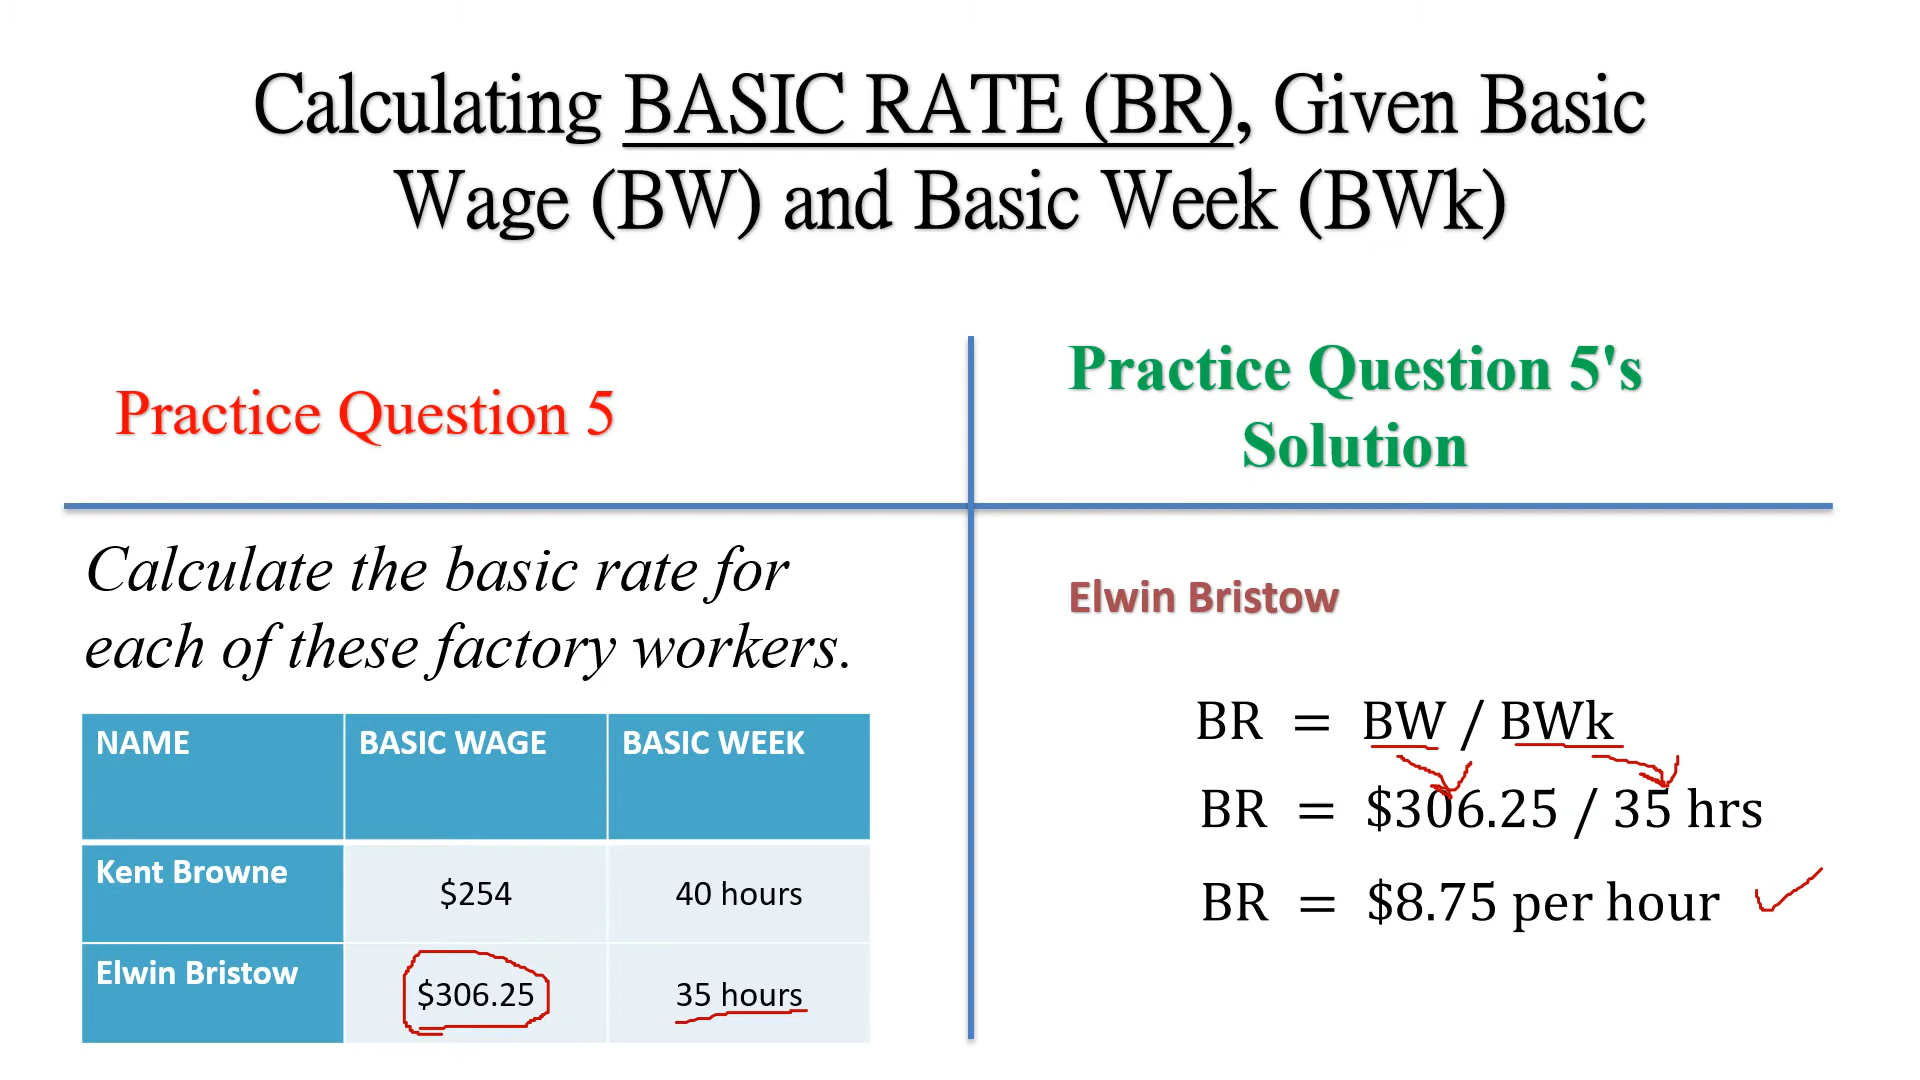 Calculating BASIC RATE (BR), Given Basic
Wage (BW) and Basic Week (BWk)
Practice Question 5
Calculate the basic rate for
each of these factory workers.
NAME BASIC WAGE BASIC WEEK
Kent Browne $254 40 hours
Elwin Bristow $306.25 35 hours
Practice Question 5's
Solution
Elwin Bristow
BR = BW / BWk
BR = $306.25 / 35 hrs
BR = $8.75 per hour